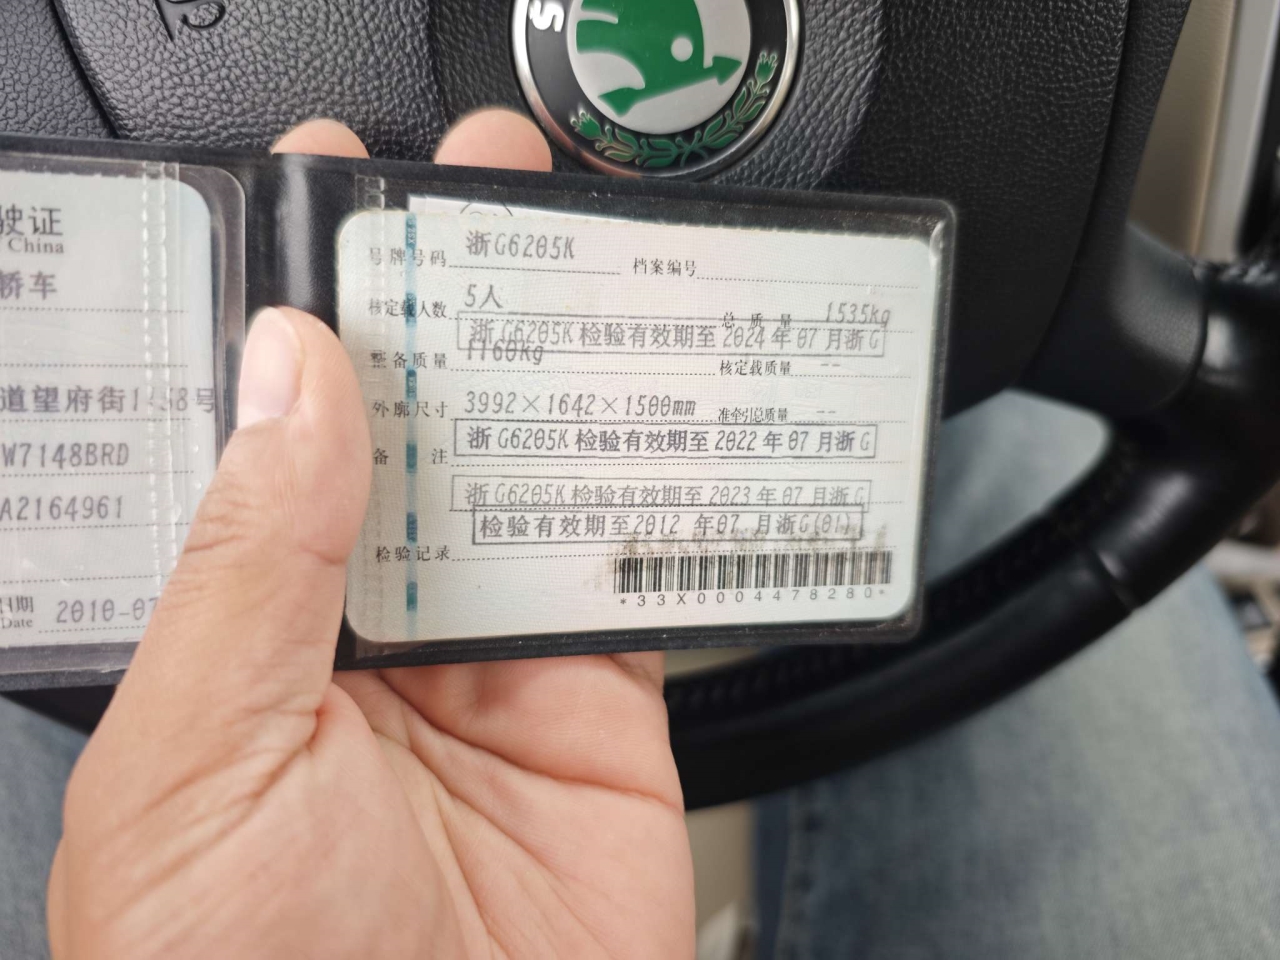 S
驶证
China
轿车
道望府街1 58号
W7148BRD
A2164961
日期
Date 2010-07
号牌号码 浙G6205K 档案编号
核定载人数 5人 总质量 1535kg
浙G6205K检验有效期至2024年07月浙G
整备质量 1160kg 核定载质量 --
外廓尺寸 3992×1642×1500mm 准牵引总质量 --
浙G6205K检验有效期至2022年07月浙G
备注
浙G6205K检验有效期至2023年07月浙G
检验有效期至2012 年07 月浙G(01)
检验记录
*33X0004478280*